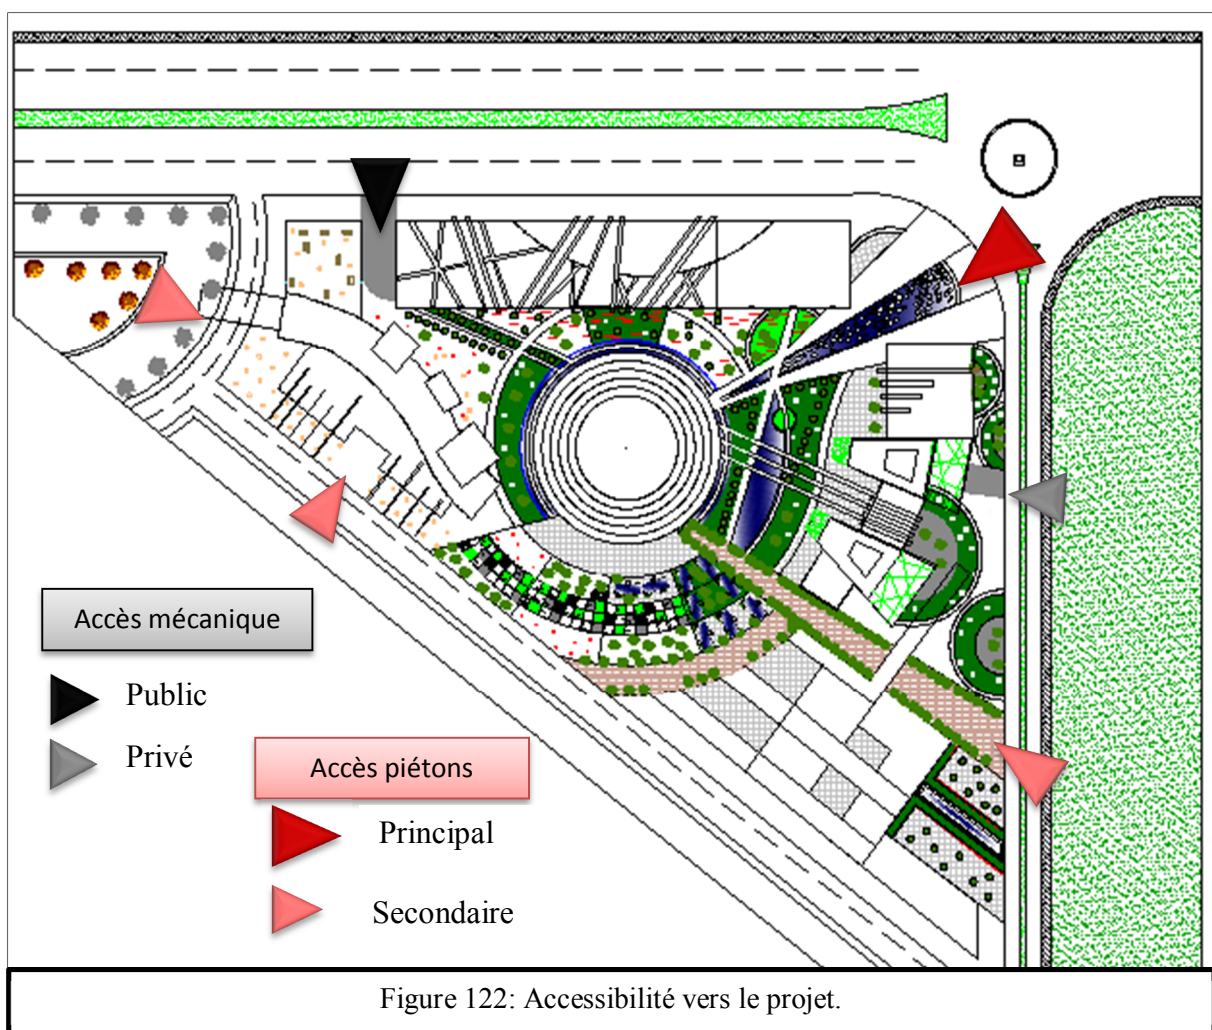 Accès mécanique
Public
Privé
Accès piétons
Principal
Secondaire
Figure 122: Accessibilité vers le projet.